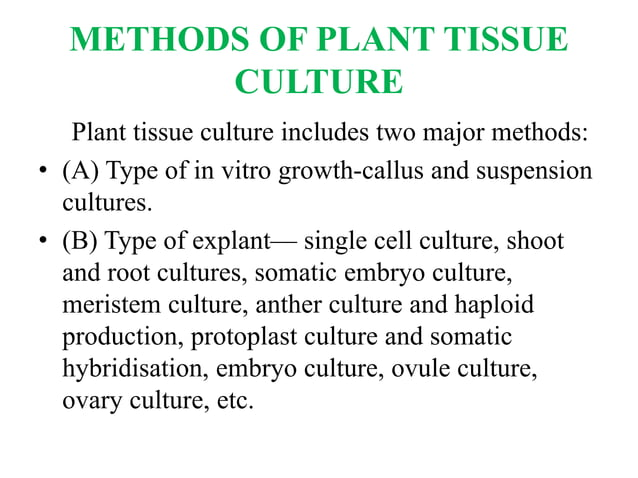 METHODS OF PLANT TISSUE
CULTURE
Plant tissue culture includes two major methods:
• (A) Type of in vitro growth-callus and suspension
cultures.
• (B) Type of explant— single cell culture, shoot
and root cultures, somatic embryo culture,
meristem culture, anther culture and haploid
production, protoplast culture and somatic
hybridisation, embryo culture, ovule culture,
ovary culture, etc.